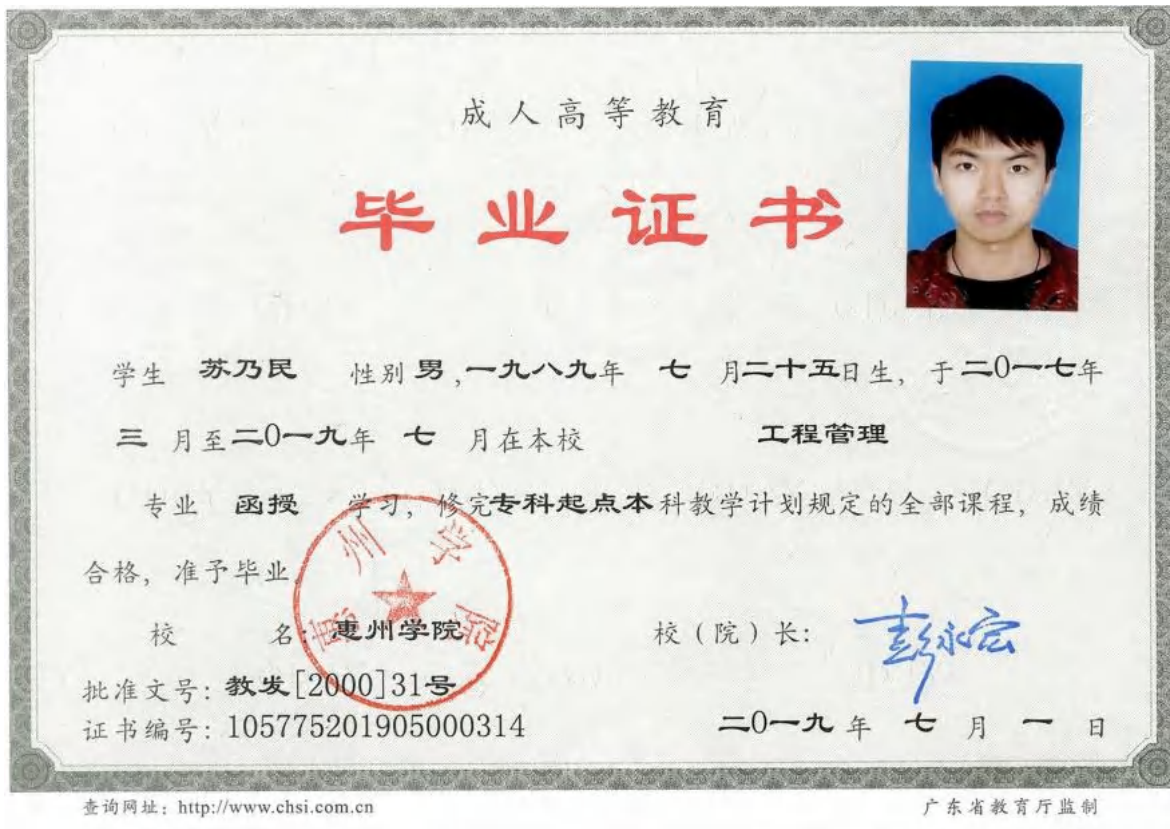 成人高等教育
毕业证书
学生 苏乃民 性别 男,一九八九年 七 月二十五日生, 于二0一七年
三 月至二0一九年 七 月在本校 工程管理
专业 函授 学习, 修完专科起点本科教学计划规定的全部课程, 成绩
合格, 准予毕业
惠州学院
校 名: 惠州学院 校(院)长: 彭永宏
批准文号: 教发[2000]31号
证书编号: 105775201905000314 二0一九 年 七 月 一 日
查询网址: http://www.chsi.com.cn 广东省教育厅监制